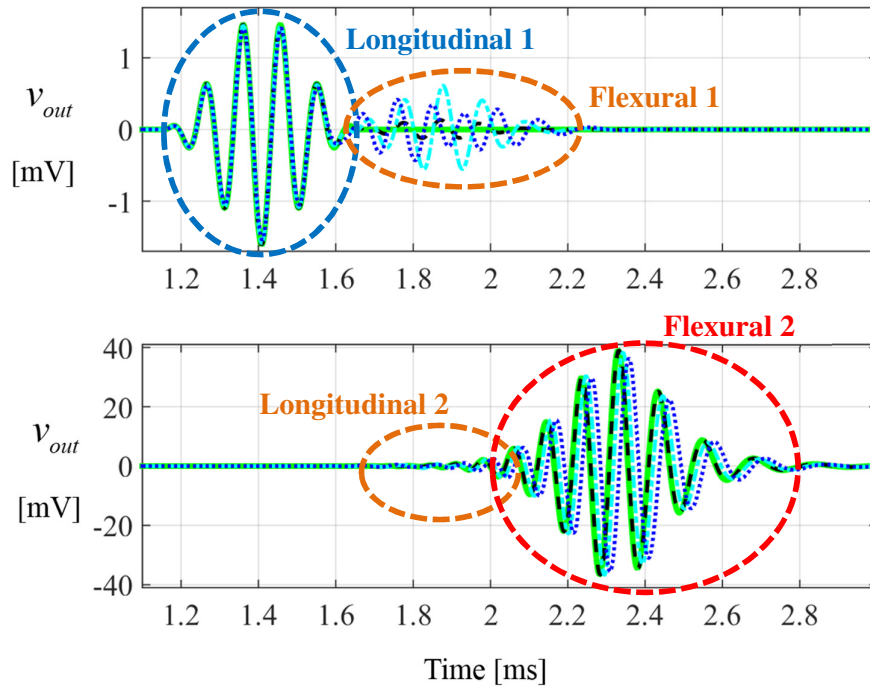 Longitudinal 1
Flexural 1
1
0
-1
v_out
[mV]
1.2 1.4 1.6 1.8 2 2.2 2.4 2.6 2.8
Flexural 2
Longitudinal 2
40
20
0
-20
-40
v_out
[mV]
1.2 1.4 1.6 1.8 2 2.2 2.4 2.6 2.8
Time [ms]